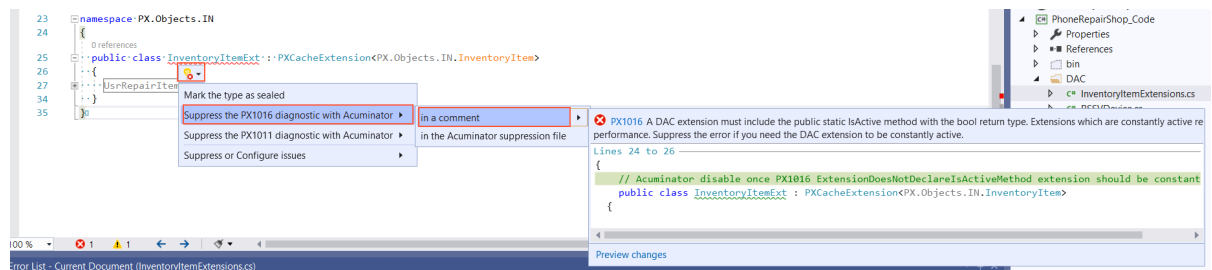 23 namespace PX.Objects.IN
24 {
0 references
25 public class InventoryItemExt : PXCacheExtension<PX.Objects.IN.InventoryItem>
26 {
27 UsrRepairItem
34 }
35 }
Mark the type as sealed
Suppress the PX1016 diagnostic with Acuminator
Suppress the PX1011 diagnostic with Acuminator
Suppress or Configure issues
in a comment
in the Acuminator suppression file
PX1016 A DAC extension must include the public static IsActive method with the bool return type. Extensions which are constantly active re
performance. Suppress the error if you need the DAC extension to be constantly active.
Lines 24 to 26
{
// Acuminator disable once PX1016 ExtensionDoesNotDeclareIsActiveMethod extension should be constant
public class InventoryItemExt : PXCacheExtension<PX.Objects.IN.InventoryItem>
{
Preview changes
PhoneRepairShop_Code
Properties
References
bin
DAC
C# InventoryItemExtensions.cs
C# RSSVDevice.cs
100 % 1 1
Error List - Current Document (InventoryItemExtensions.cs)